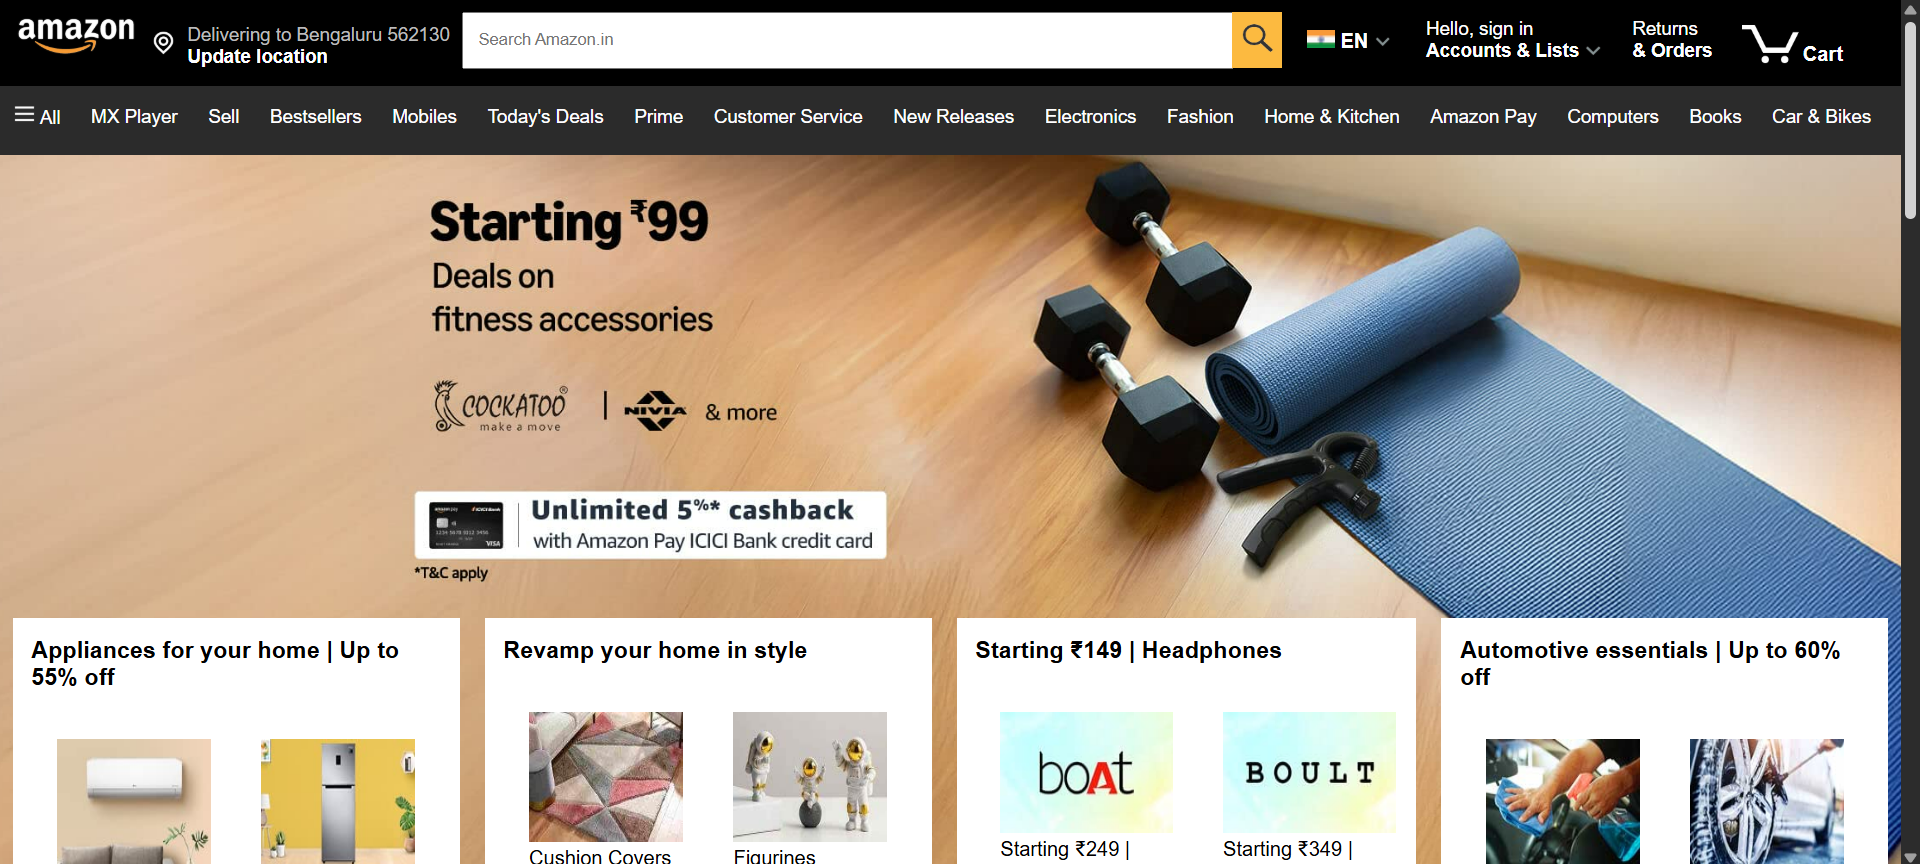 amazon
Delivering to Bengaluru 562130
Update location
Search Amazon.in
EN
Hello, sign in
Accounts & Lists
Returns
& Orders
Cart
All
MX Player
Sell
Bestsellers
Mobiles
Today's Deals
Prime
Customer Service
New Releases
Electronics
Fashion
Home & Kitchen
Amazon Pay
Computers
Books
Car & Bikes
Starting ₹99
Deals on
fitness accessories
COCKATOO®
make a move
NIVIA
& more
Unlimited 5%* cashback
with Amazon Pay ICICI Bank credit card
amazon pay
ICICI Bank
VISA
*T&C apply
Appliances for your home | Up to
55% off
Revamp your home in style
Cushion Covers
Figurines
Starting ₹149 | Headphones
boAt
BOULT
Starting ₹249 |
Starting ₹349 |
Automotive essentials | Up to 60%
off